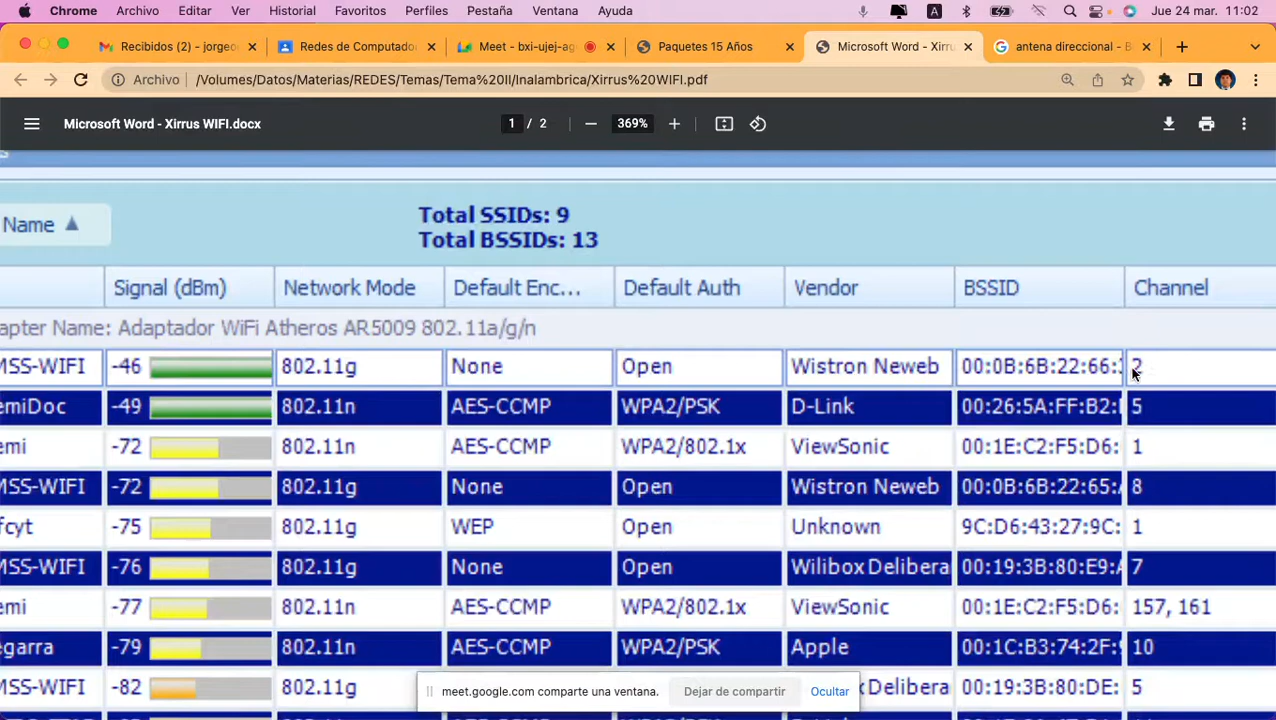 Chrome Archivo Editar Ver Historial Favoritos Perfiles Pestaña Ventana Ayuda A Jue 24 mar. 11:02
Recibidos (2) - jorgeo Redes de Computado Meet - bxi-ujej-ag Paquetes 15 Años Microsoft Word - Xirru antena direccional - B
Archivo /Volumes/Datos/Materias/REDES/Temas/Tema%20II/Inalambrica/Xirrus%20WIFI.pdf
Microsoft Word - Xirrus WIFI.docx 1 / 2 369%
Name Total SSIDs: 9
Total BSSIDs: 13
Signal (dBm) Network Mode Default Enc... Default Auth Vendor BSSID Channel
apter Name: Adaptador WiFi Atheros AR5009 802.11a/g/n
MSS-WIFI -46 802.11g None Open Wistron Neweb 00:0B:6B:22:66: 2
emiDoc -49 802.11n AES-CCMP WPA2/PSK D-Link 00:26:5A:FF:B2: 5
emi -72 802.11n AES-CCMP WPA2/802.1x ViewSonic 00:1E:C2:F5:D6: 1
MSS-WIFI -72 802.11g None Open Wistron Neweb 00:0B:6B:22:65: 8
fcyt -75 802.11g WEP Open Unknown 9C:D6:43:27:9C: 1
MSS-WIFI -76 802.11g None Open Wilibox Delibera 00:19:3B:80:E9: 7
emi -77 802.11n AES-CCMP WPA2/802.1x ViewSonic 00:1E:C2:F5:D6: 157, 161
egarra -79 802.11n AES-CCMP WPA2/PSK Apple 00:1C:B3:74:2F: 10
MSS-WIFI -82 802.11g Delibera 00:19:3B:80:DE: 5
meet.google.com comparte una ventana. Dejar de compartir Ocultar